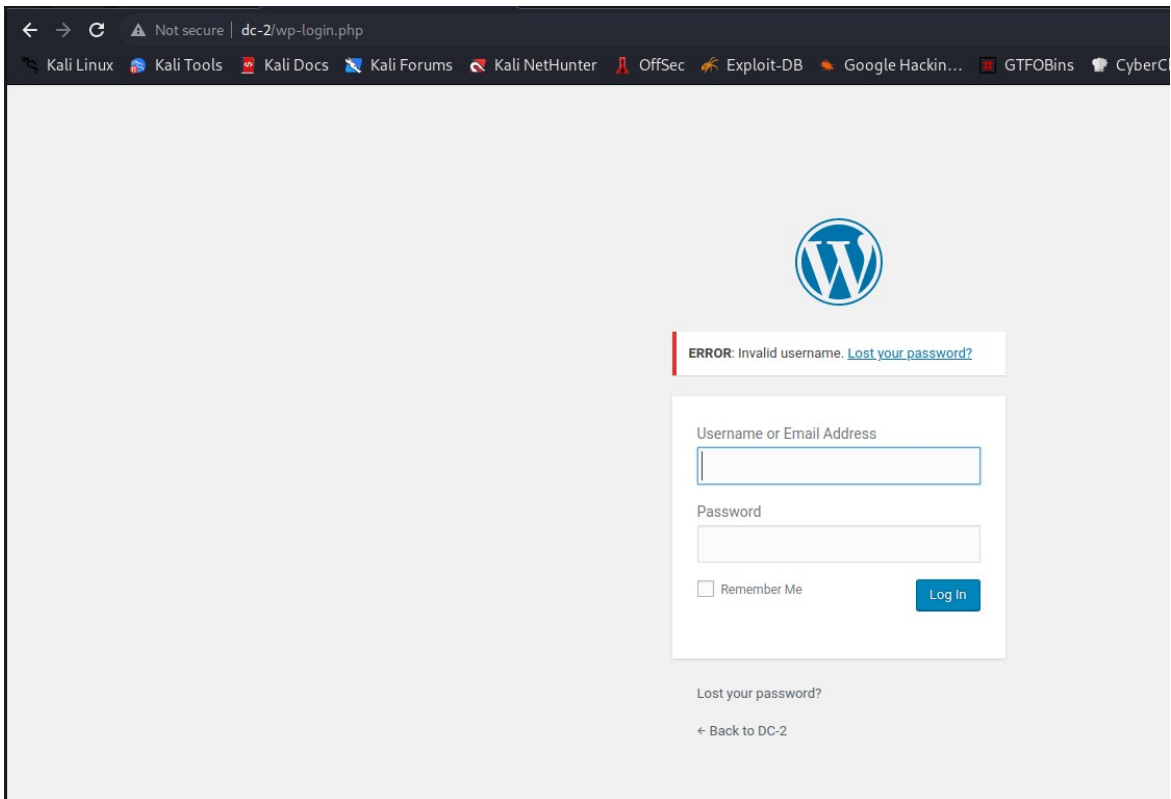 Not secure | dc-2/wp-login.php
Kali Linux Kali Tools Kali Docs Kali Forums Kali NetHunter OffSec Exploit-DB Google Hackin... GTFOBins
ERROR: Invalid username. Lost your password?
Username or Email Address
Password
Remember Me
Log In
Lost your password?
← Back to DC-2